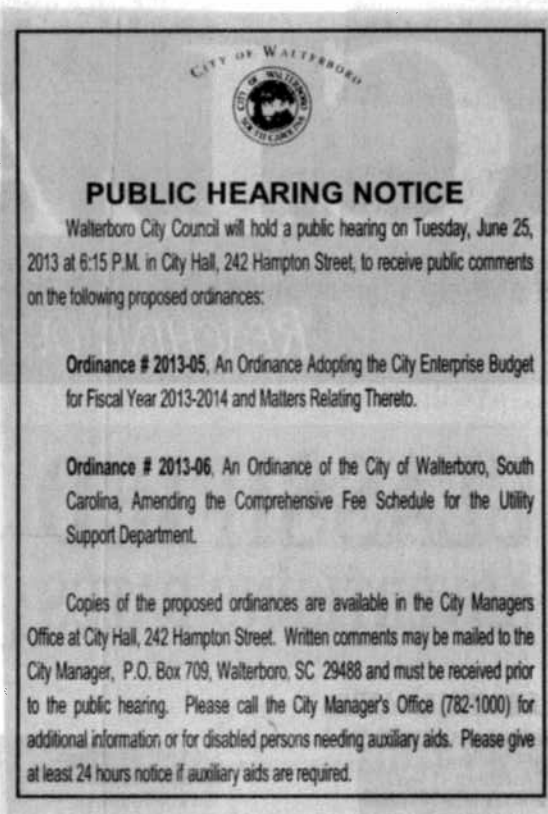 CITY OF WALTERBORO
CITY OF WALTERBORO
SOUTH CAROLINA
PUBLIC HEARING NOTICE
Walterboro City Council will hold a public hearing on Tuesday, June 25,
2013 at 6:15 P.M. in City Hall, 242 Hampton Street, to receive public comments
on the following proposed ordinances:
Ordinance # 2013-05, An Ordinance Adopting the City Enterprise Budget
for Fiscal Year 2013-2014 and Matters Relating Thereto.
Ordinance # 2013-06, An Ordinance of the City of Walterboro, South
Carolina, Amending the Comprehensive Fee Schedule for the Utility
Support Department.
Copies of the proposed ordinances are available in the City Managers
Office at City Hall, 242 Hampton Street. Written comments may be mailed to the
City Manager, P.O. Box 709, Walterboro, SC 29488 and must be received prior
to the public hearing. Please call the City Manager's Office (782-1000) for
additional information or for disabled persons needing auxiliary aids. Please give
at least 24 hours notice if auxiliary aids are required.